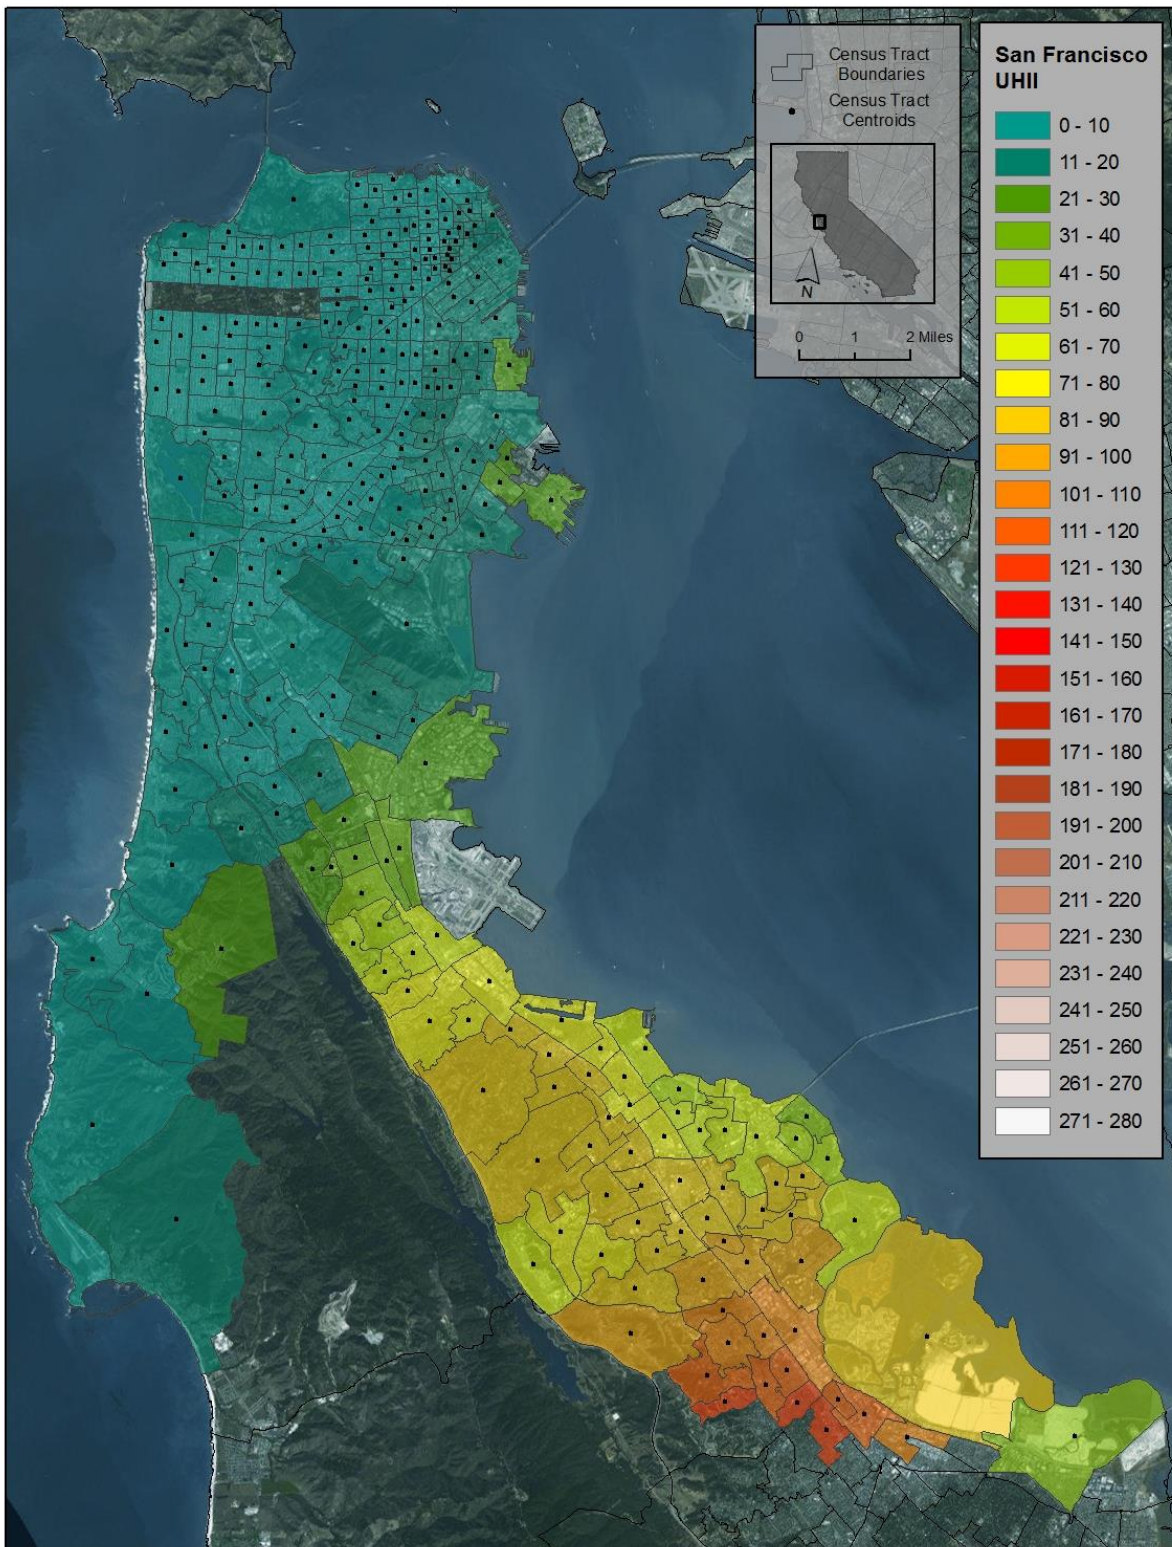 Census Tract
Boundaries
Census Tract
Centroids
N
0 1 2 Miles
San Francisco
UHII
0 - 10
11 - 20
21 - 30
31 - 40
41 - 50
51 - 60
61 - 70
71 - 80
81 - 90
91 - 100
101 - 110
111 - 120
121 - 130
131 - 140
141 - 150
151 - 160
161 - 170
171 - 180
181 - 190
191 - 200
201 - 210
211 - 220
221 - 230
231 - 240
241 - 250
251 - 260
261 - 270
271 - 280